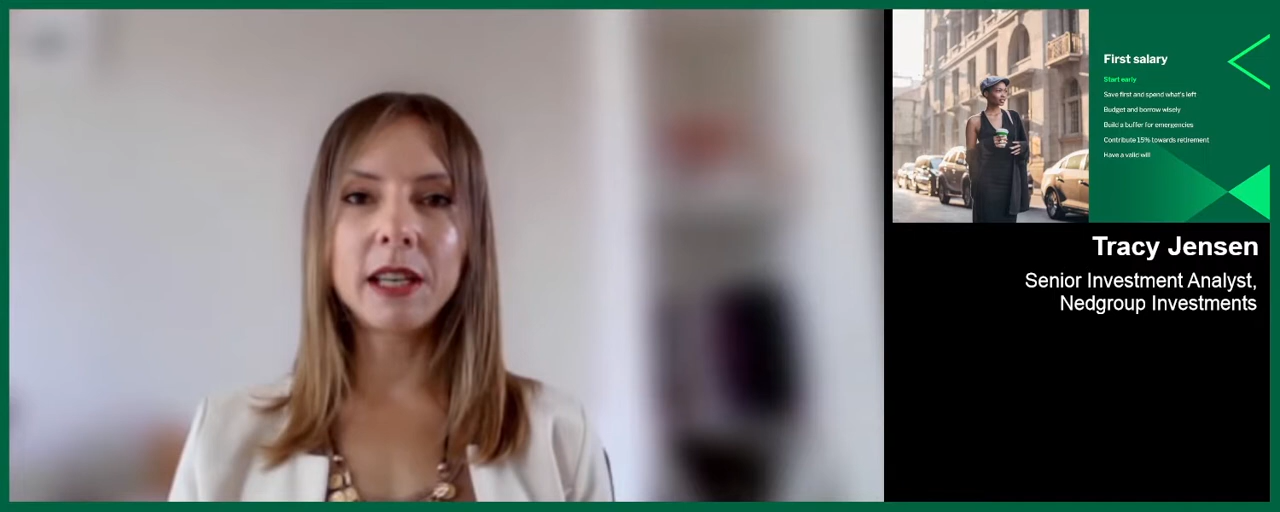 First salary
Start early
Save first and spend what's left
Budget and borrow wisely
Build a buffer for emergencies
Contribute 15% towards retirement
Have a valid will
Tracy Jensen
Senior Investment Analyst,
Nedgroup Investments